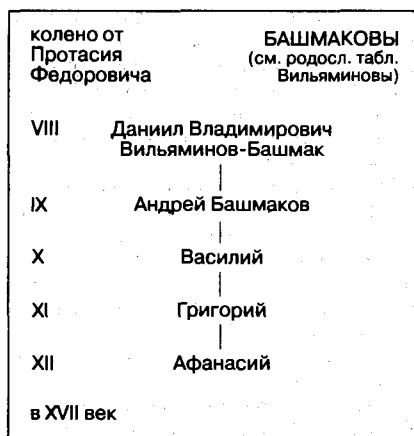 колено от
Протасия
Федоровича
БАШМАКОВЫ
(см. родосл. табл.
Вильяминовы)
VIII Даниил Владимирович
Вильяминов-Башмак
IX Андрей Башмаков
X Василий
XI Григорий
XII Афанасий
в XVII век